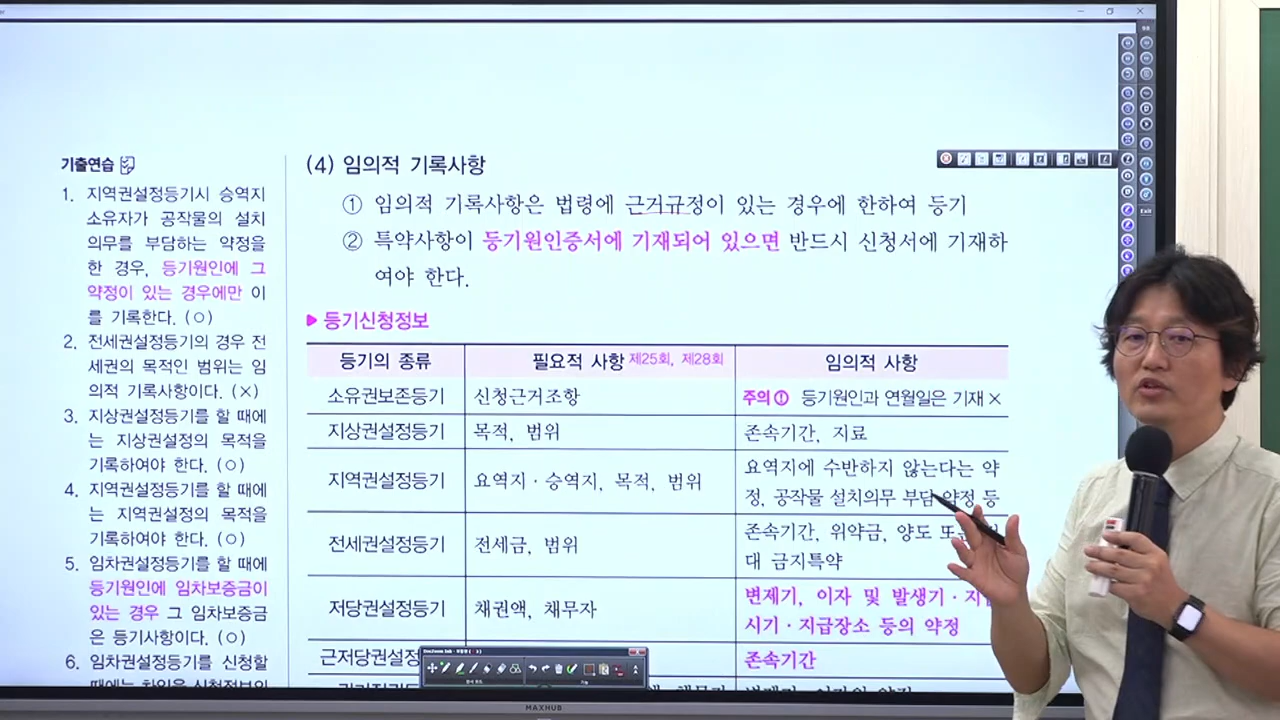 기출연습
1. 지역권설정등기시 승역지
소유자가 공작물의 설치
의무를 부담하는 약정을
한 경우, 등기원인에 그
약정이 있는 경우에만 이
를 기록한다. (○)
2. 전세권설정등기의 경우 전
세권의 목적인 범위는 임
의적 기록사항이다. (×)
3. 지상권설정등기를 할 때에
는 지상권설정의 목적을
기록하여야 한다. (○)
4. 지역권설정등기를 할 때에
는 지역권설정의 목적을
기록하여야 한다. (○)
5. 임차권설정등기를 할 때에
등기원인에 임차보증금이
있는 경우 그 임차보증금
은 등기사항이다. (○)
6. 임차권설정등기를 신청할
때에는 차임을 신청정보의
(4) 임의적 기록사항
① 임의적 기록사항은 법령에 근거규정이 있는 경우에 한하여 등기
② 특약사항이 등기원인증서에 기재되어 있으면 반드시 신청서에 기재하
여야 한다.
▶ 등기신청정보
등기의 종류 필요적 사항 제25회, 제28회 임의적 사항
소유권보존등기 신청근거조항 주의! 등기원인과 연월일은 기재 ×
지상권설정등기 목적, 범위 존속기간, 지료
지역권설정등기 요역지·승역지, 목적, 범위 요역지에 수반하지 않는다는 약
정, 공작물 설치의무 부담 약정 등
전세권설정등기 전세금, 범위 존속기간, 위약금, 양도 또는
대 금지특약
저당권설정등기 채권액, 채무자 변제기, 이자 및 발생기·지급
시기·지급장소 등의 약정
근저당권설정 존속기간
Exit
MAXHUB